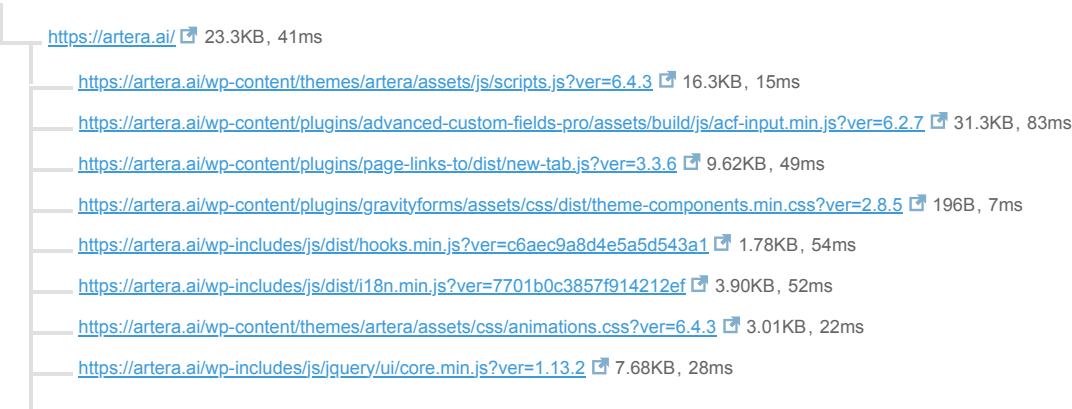 https://artera.ai/ 23.3KB, 41ms
https://artera.ai/wp-content/themes/artera/assets/js/scripts.js?ver=6.4.3 16.3KB, 15ms
https://artera.ai/wp-content/plugins/advanced-custom-fields-pro/assets/build/js/acf-input.min.js?ver=6.2.7 31.3KB, 83ms
https://artera.ai/wp-content/plugins/page-links-to/dist/new-tab.js?ver=3.3.6 9.62KB, 49ms
https://artera.ai/wp-content/plugins/gravityforms/assets/css/dist/theme-components.min.css?ver=2.8.5 196B, 7ms
https://artera.ai/wp-includes/js/dist/hooks.min.js?ver=c6aec9a8d4e5a5d543a1 1.78KB, 54ms
https://artera.ai/wp-includes/js/dist/i18n.min.js?ver=7701b0c3857f914212ef 3.90KB, 52ms
https://artera.ai/wp-content/themes/artera/assets/css/animations.css?ver=6.4.3 3.01KB, 22ms
https://artera.ai/wp-includes/js/jquery/ui/core.min.js?ver=1.13.2 7.68KB, 28ms